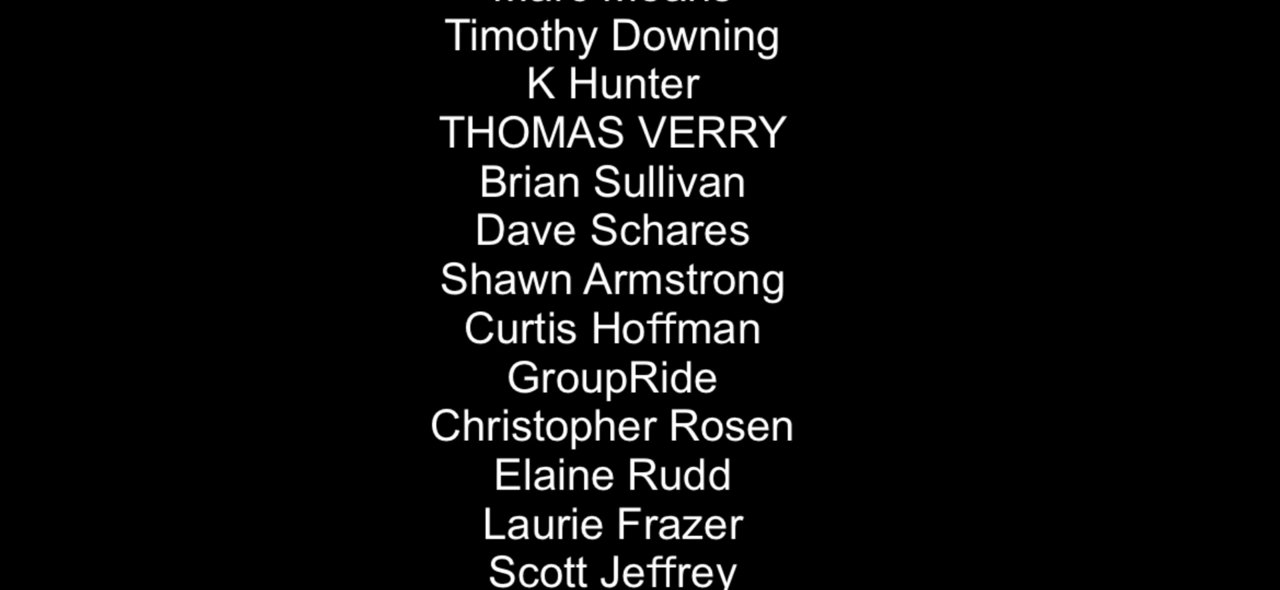 Timothy Downing
K Hunter
THOMAS VERRY
Brian Sullivan
Dave Schares
Shawn Armstrong
Curtis Hoffman
GroupRide
Christopher Rosen
Elaine Rudd
Laurie Frazer
Scott Jeffrey